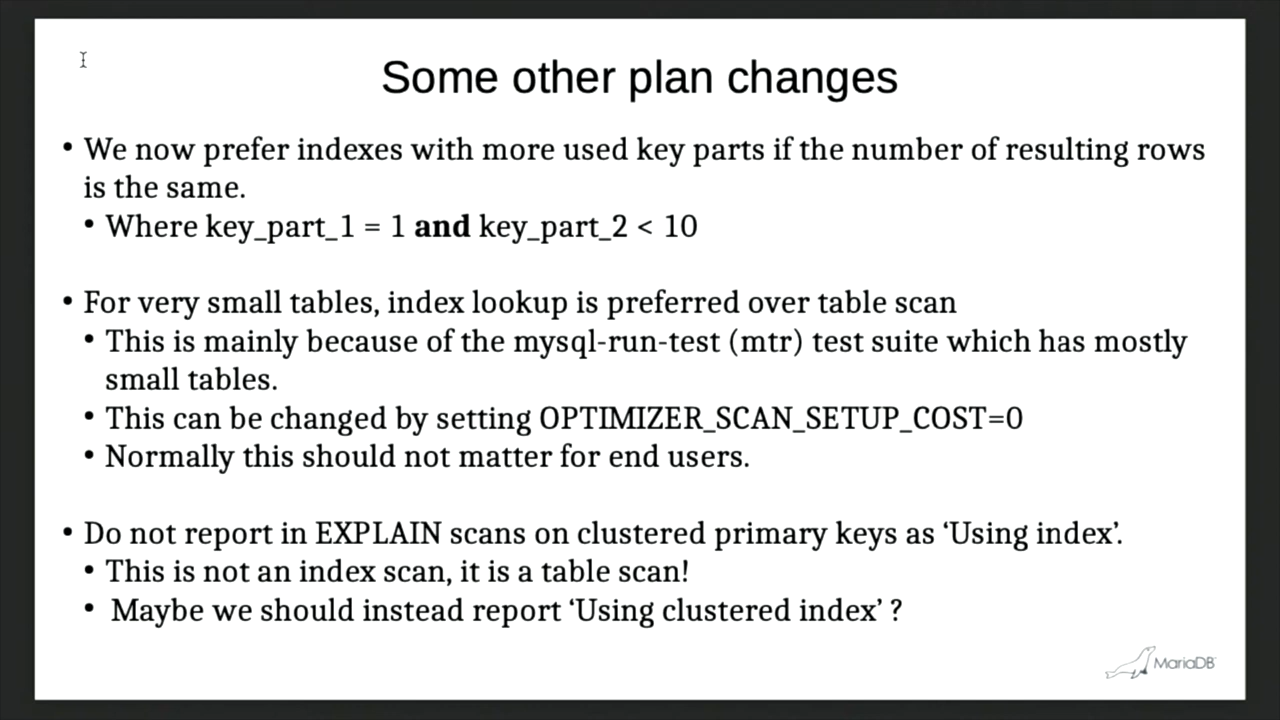 Some other plan changes
• We now prefer indexes with more used key parts if the number of resulting rows
is the same.
• Where key_part_1 = 1 and key_part_2 < 10
• For very small tables, index lookup is preferred over table scan
• This is mainly because of the mysql-run-test (mtr) test suite which has mostly
small tables.
• This can be changed by setting OPTIMIZER_SCAN_SETUP_COST=0
• Normally this should not matter for end users.
• Do not report in EXPLAIN scans on clustered primary keys as ‘Using index’.
• This is not an index scan, it is a table scan!
• Maybe we should instead report ‘Using clustered index’ ?
MariaDB